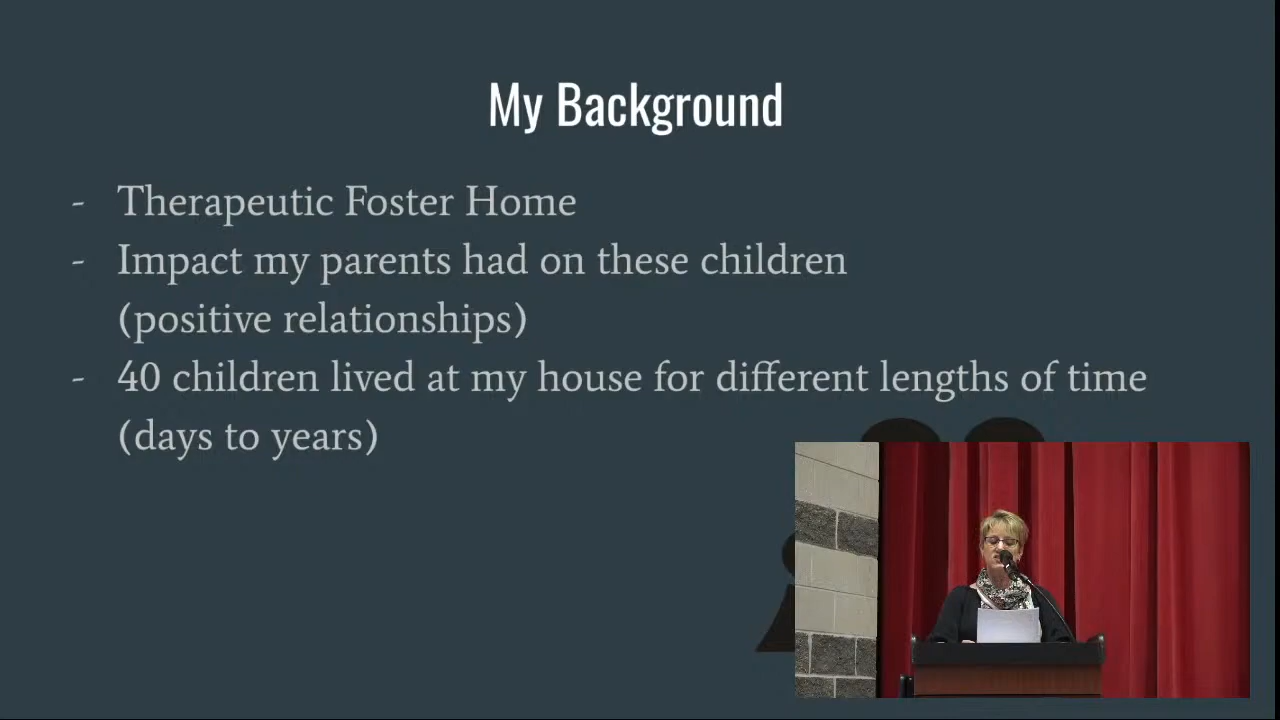 My Background
- Therapeutic Foster Home
- Impact my parents had on these children
(positive relationships)
- 40 children lived at my house for different lengths of time
(days to years)